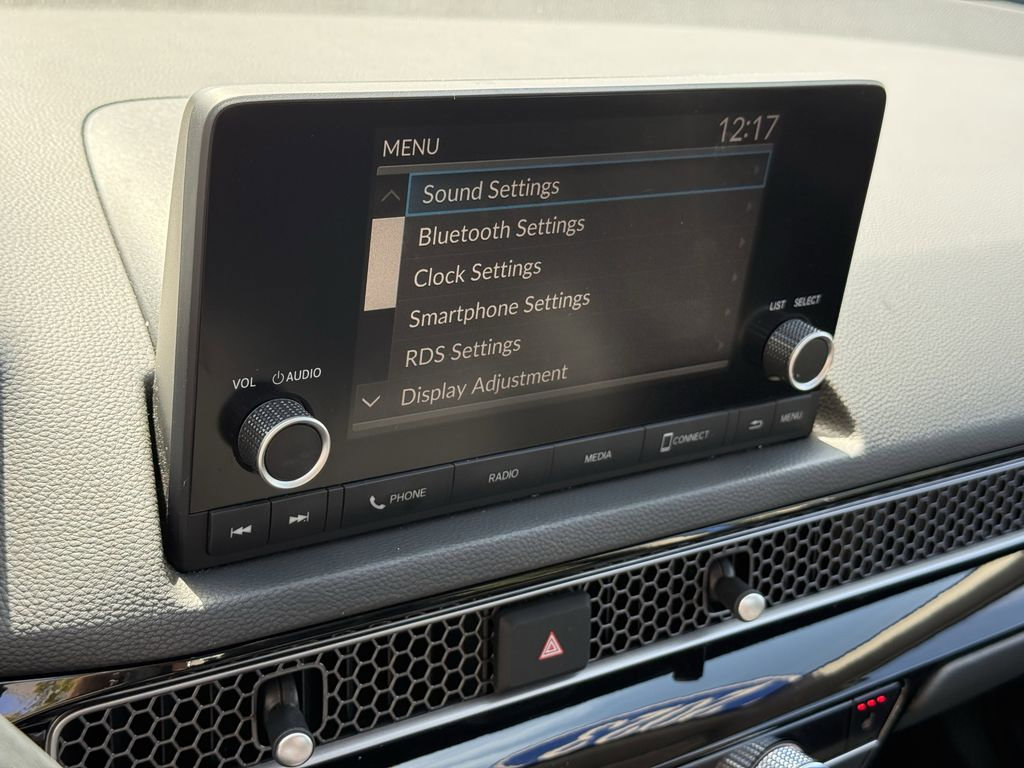 MENU
12:17
Sound Settings
Bluetooth Settings
Clock Settings
Smartphone Settings
RDS Settings
Display Adjustment
VOL AUDIO
LIST SELECT
PHONE
RADIO
MEDIA
CONNECT
MENU